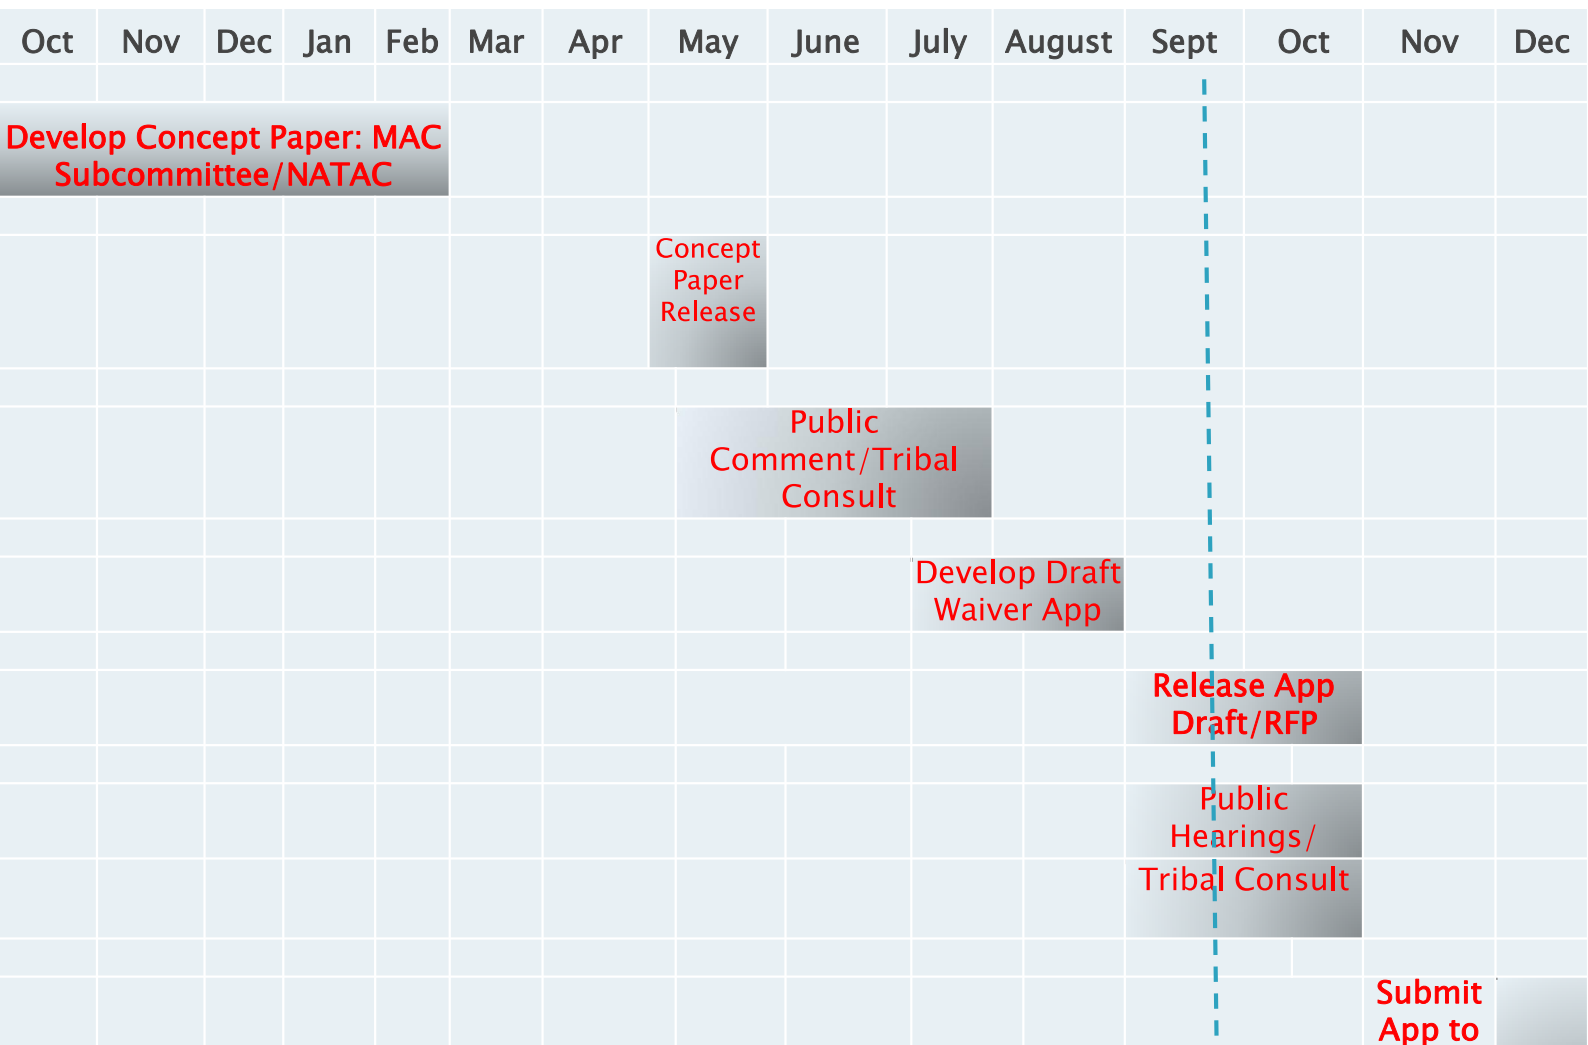 Oct Nov Dec Jan Feb Mar Apr May June July August Sept Oct Nov Dec
Develop Concept Paper: MAC
Subcommittee/NATAC
Concept
Paper
Release
Public
Comment/Tribal
Consult
Develop Draft
Waiver App
Release App
Draft/RFP
Public
Hearings/
Tribal Consult
Submit
App to